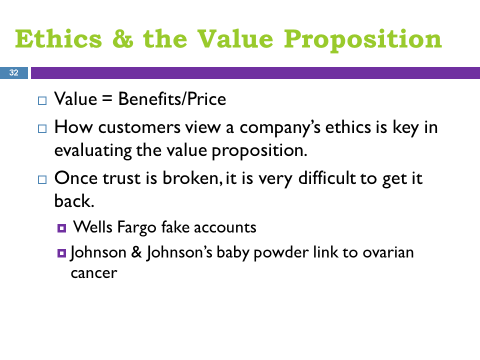 Ethics & the Value Proposition
32
Value = Benefits/Price
How customers view a company's ethics is key in
evaluating the value proposition.
Once trust is broken, it is very difficult to get it
back.
Wells Fargo fake accounts
Johnson & Johnson's baby powder link to ovarian
cancer